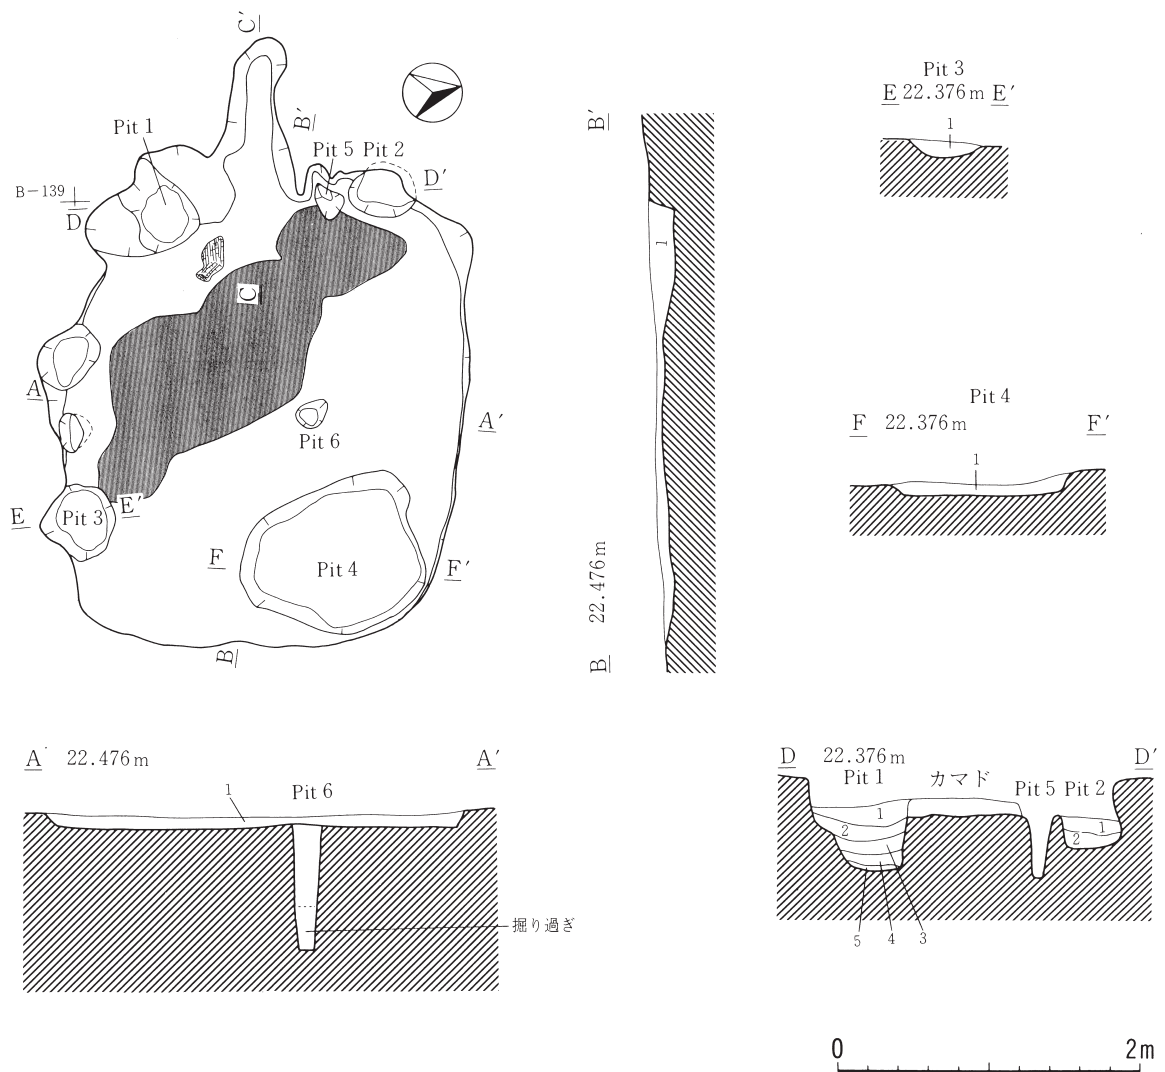 C′
Pit 1
B′
Pit 5 Pit 2
B－139
D
D′
C
A
A′
Pit 6
E
Pit 3
E′
F
Pit 4
F′
B
B′
1
22.476m
B
Pit 3
E 22.376m E′
1
Pit 4
F 22.376m F′
1
A 22.476m A′
1
Pit 6
掘り過ぎ
D 22.376m D′
Pit 1 カマド Pit 5 Pit 2
1
2
1
2
5 4 3
0 2m